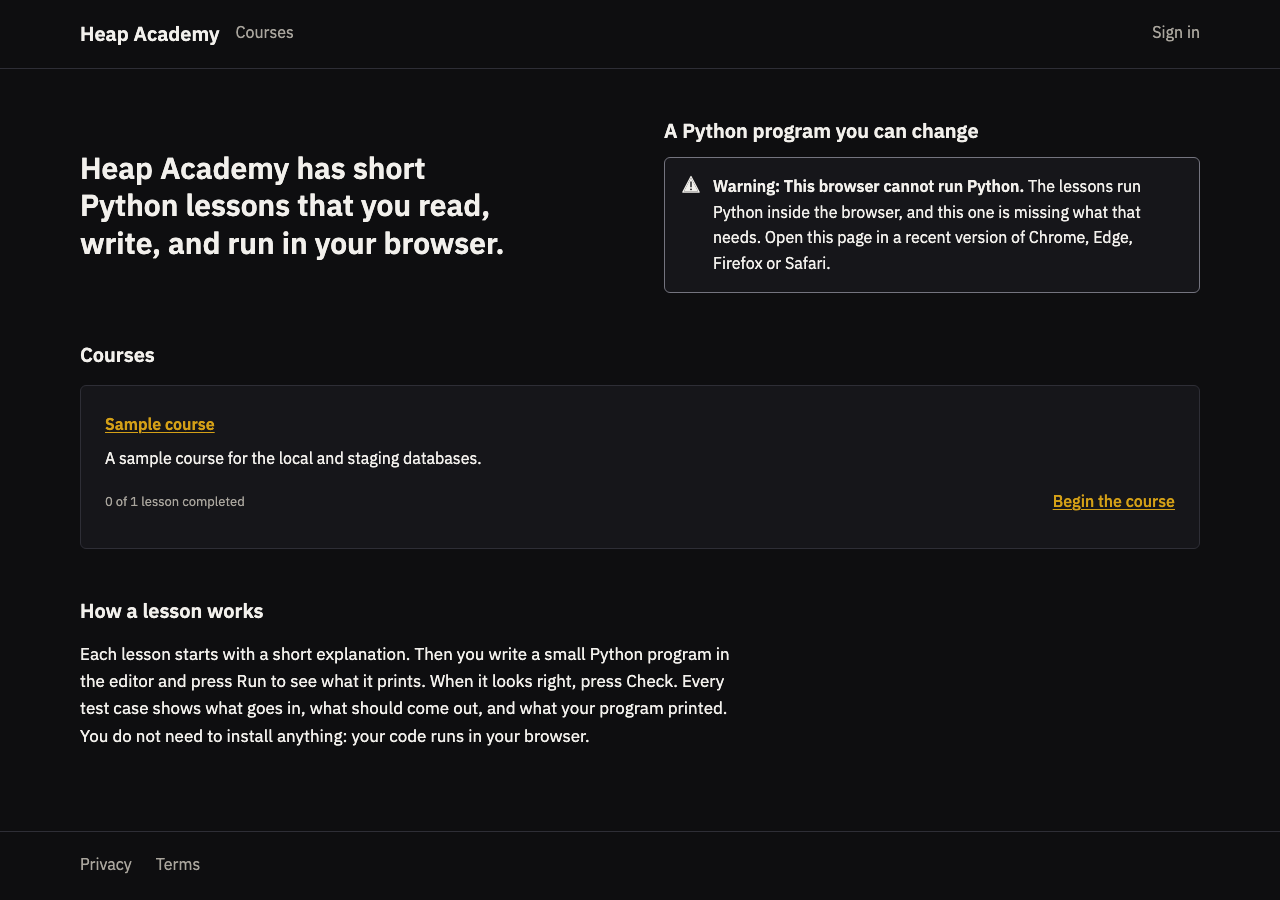 Heap Academy Courses Sign in
Heap Academy has short
Python lessons that you read,
write, and run in your browser.
A Python program you can change
Warning: This browser cannot run Python. The lessons run
Python inside the browser, and this one is missing what that
needs. Open this page in a recent version of Chrome, Edge,
Firefox or Safari.
Courses
Sample course
A sample course for the local and staging databases.
0 of 1 lesson completed
Begin the course
How a lesson works
Each lesson starts with a short explanation. Then you write a small Python program in
the editor and press Run to see what it prints. When it looks right, press Check. Every
test case shows what goes in, what should come out, and what your program printed.
You do not need to install anything: your code runs in your browser.
Privacy Terms